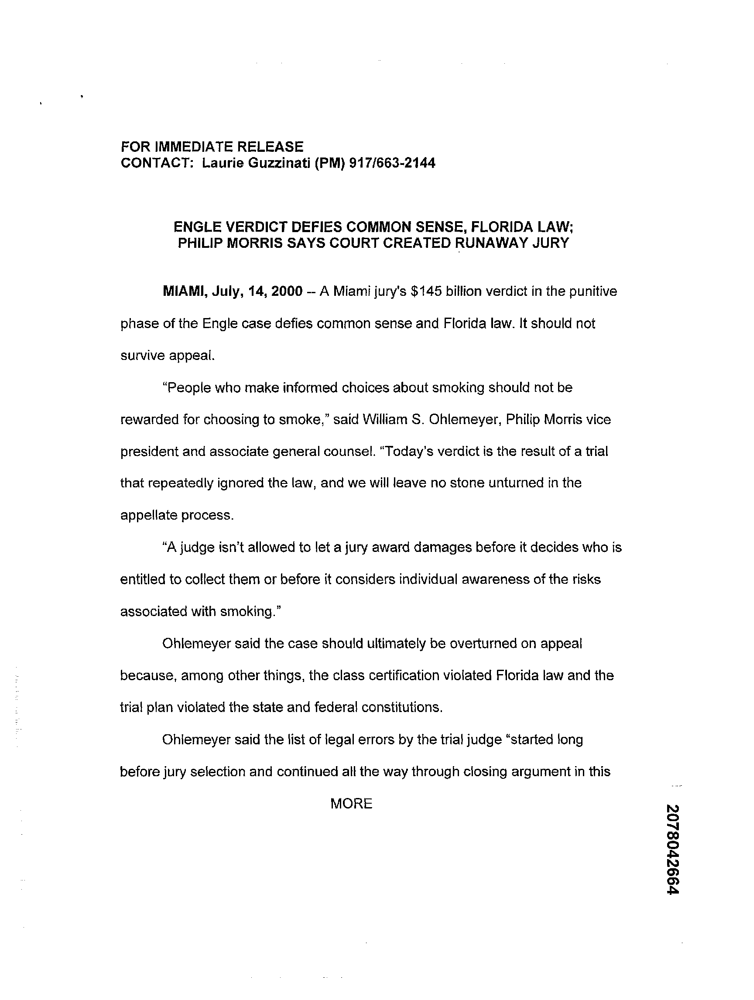 FOR IMMEDIATE RELEASE
CONTACT: Laurie Guzzinati (PM) 917/663-2144
ENGLE VERDICT DEFIES COMMON SENSE, FLORIDA LAW;
PHILIP MORRIS SAYS COURT CREATED RUNAWAY JURY
MIAMI, July, 14, 2000 -- A Miami jury's $145 billion verdict in the punitive
phase of the Engle case defies common sense and Florida law. It should not
survive appeal.
“People who make informed choices about smoking should not be
rewarded for choosing to smoke,” said William S. Ohlemeyer, Philip Morris vice
president and associate general counsel. “Today's verdict is the result of a trial
that repeatedly ignored the law, and we will leave no stone unturned in the
appellate process.
“A judge isn’t allowed to let a jury award damages before it decides who is
entitled to collect them or before it considers individual awareness of the risks
associated with smoking.”
Ohlemeyer said the case should ultimately be overturned on appeal
because, among other things, the class certification violated Florida law and the
trial plan violated the state and federal constitutions.
Ohlemeyer said the list of legal errors by the trial judge “started long
before jury selection and continued all the way through closing argument in this
MORE
2078042664